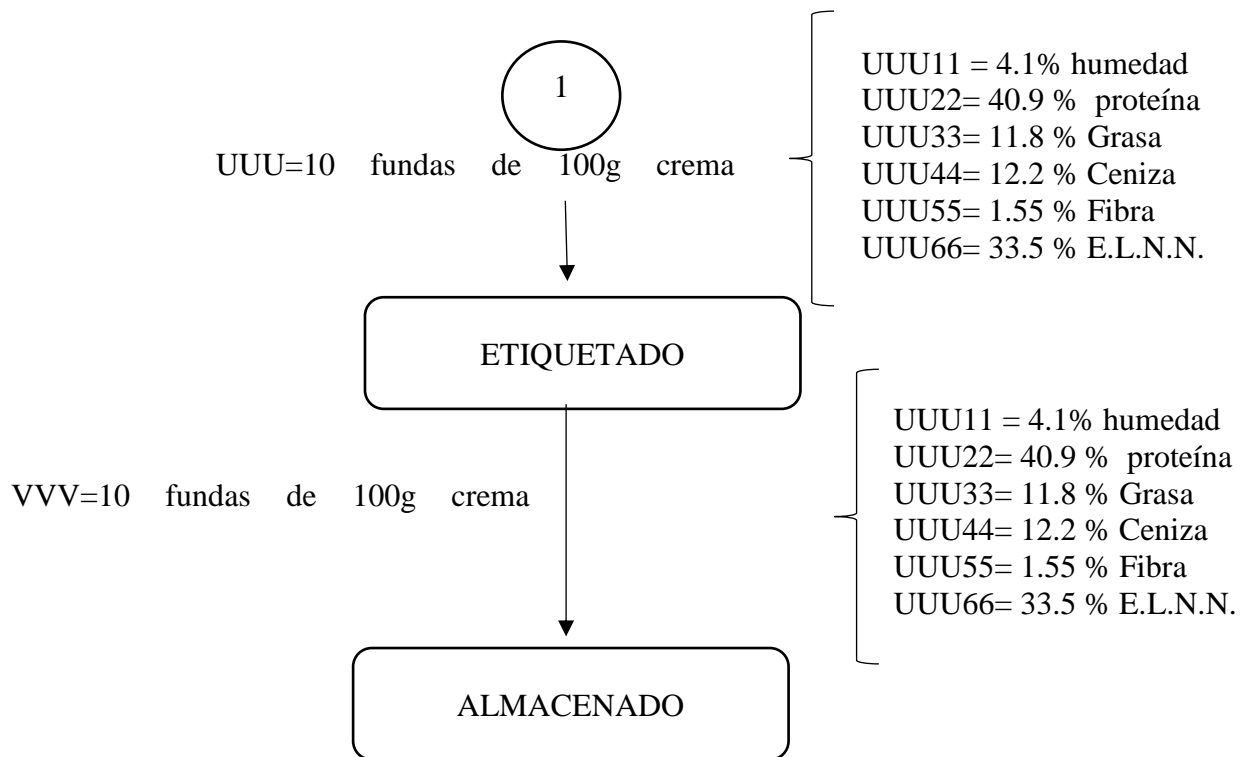 1
UUU=10 fundas de 100g crema
UUU11 = 4.1% humedad
UUU22= 40.9 % proteína
UUU33= 11.8 % Grasa
UUU44= 12.2 % Ceniza
UUU55= 1.55 % Fibra
UUU66= 33.5 % E.L.N.N.
ETIQUETADO
VVV=10 fundas de 100g crema
UUU11 = 4.1% humedad
UUU22= 40.9 % proteína
UUU33= 11.8 % Grasa
UUU44= 12.2 % Ceniza
UUU55= 1.55 % Fibra
UUU66= 33.5 % E.L.N.N.
ALMACENADO